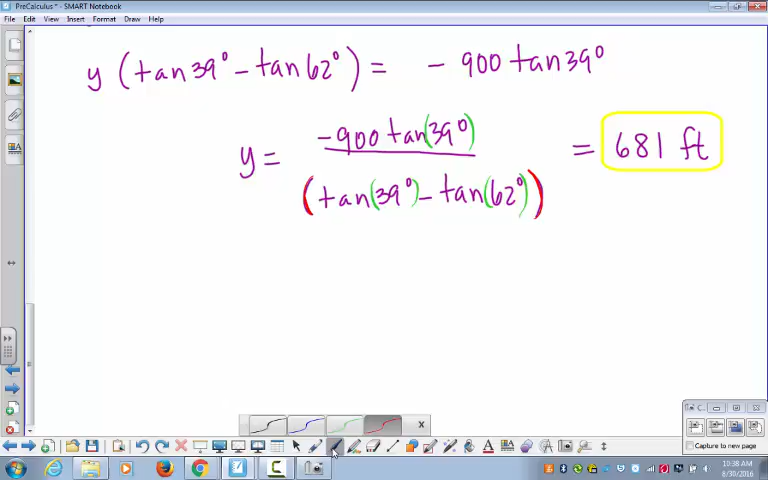 PreCalculus * - SMART Notebook
File Edit View Insert Format Draw Help
y (tan 39° - tan 62°) = - 900 tan 39°
y = -900 tan(39°) / (tan(39°) - tan(62°)) = 681 ft
C..
Capture to new page
10:38 AM
8/30/2016